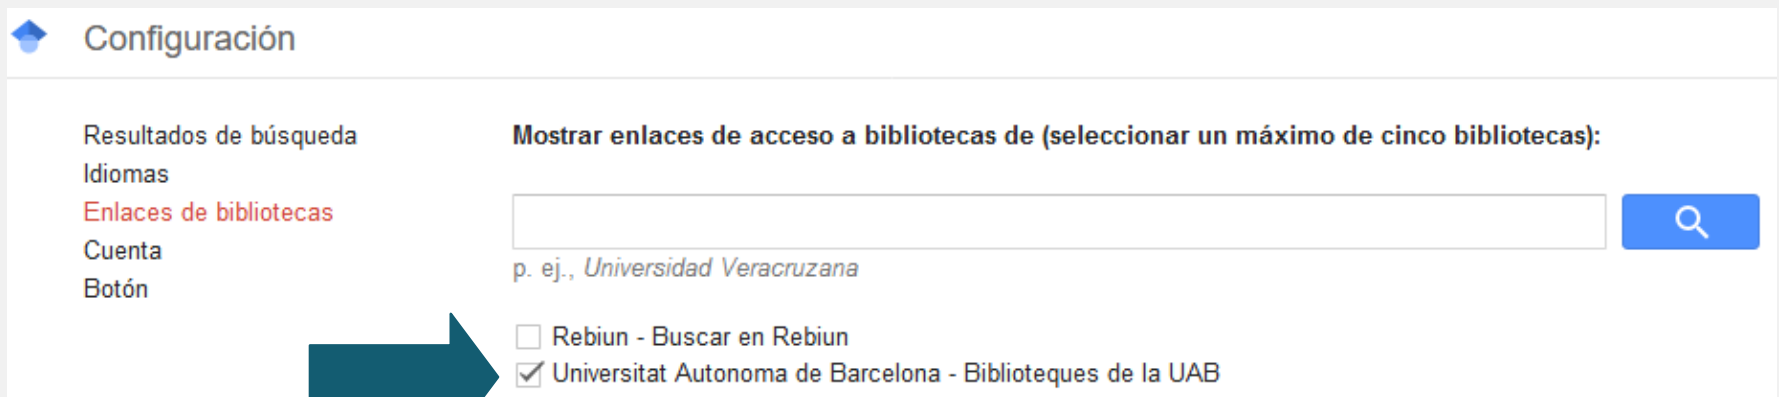 Configuración
Resultados de búsqueda
Idiomas
Enlaces de bibliotecas
Cuenta
Botón
Mostrar enlaces de acceso a bibliotecas de (seleccionar un máximo de cinco bibliotecas):
p. ej., Universidad Veracruzana
Rebiun - Buscar en Rebiun
Universitat Autonoma de Barcelona - Biblioteques de la UAB